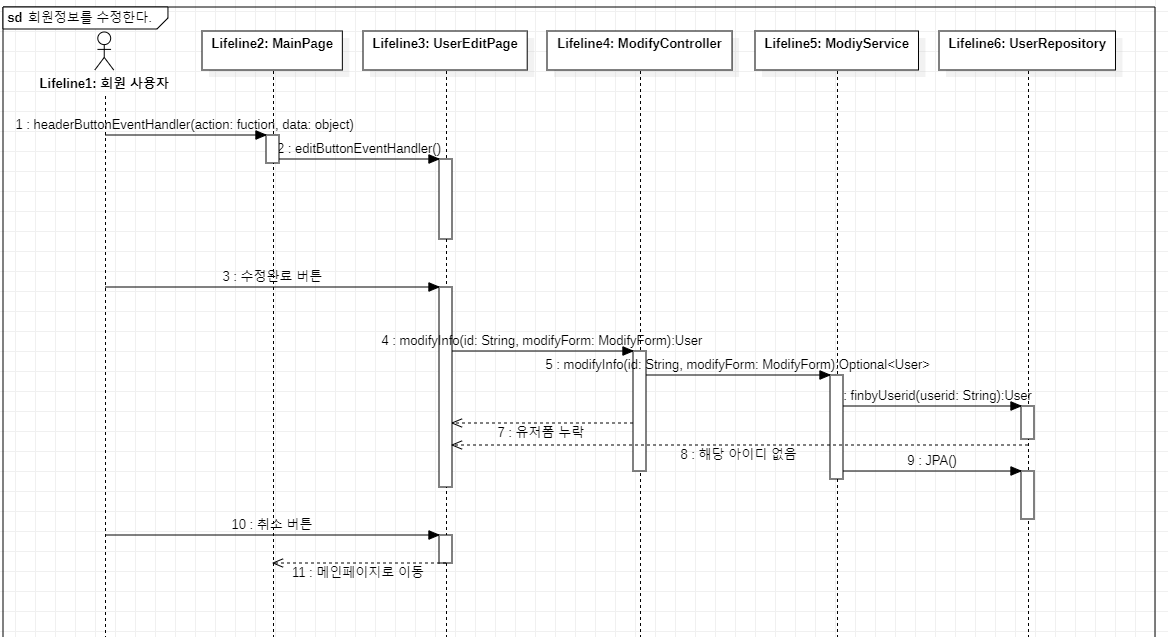 sd 회원정보를 수정한다.
Lifeline1: 회원 사용자
Lifeline2: MainPage
Lifeline3: UserEditPage
Lifeline4: ModifyController
Lifeline5: ModiyService
Lifeline6: UserRepository
1 : headerButtonEventHandler(action: fuction, data: object)
2 : editButtonEventHandler()
3 : 수정완료 버튼
4 : modifyInfo(id: String, modifyForm: ModifyForm):User
5 : modifyInfo(id: String, modifyForm: ModifyForm):Optional<User>
: finbyUserid(userid: String):User
7 : 유저폼 누락
8 : 해당 아이디 없음
9 : JPA()
10 : 취소 버튼
11 : 메인페이지로 이동